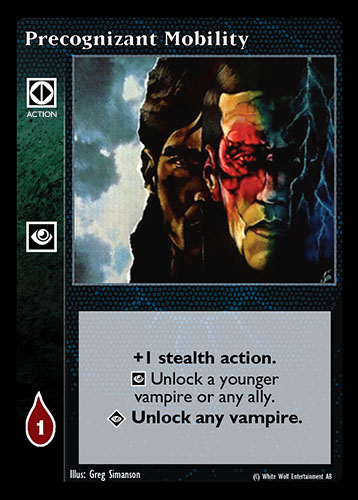 Precognizant Mobility
ACTION
+1 stealth action.
Unlock a younger
vampire or any ally.
Unlock any vampire.
1
Illus: Greg Simanson
(C) White Wolf Entertainment AB